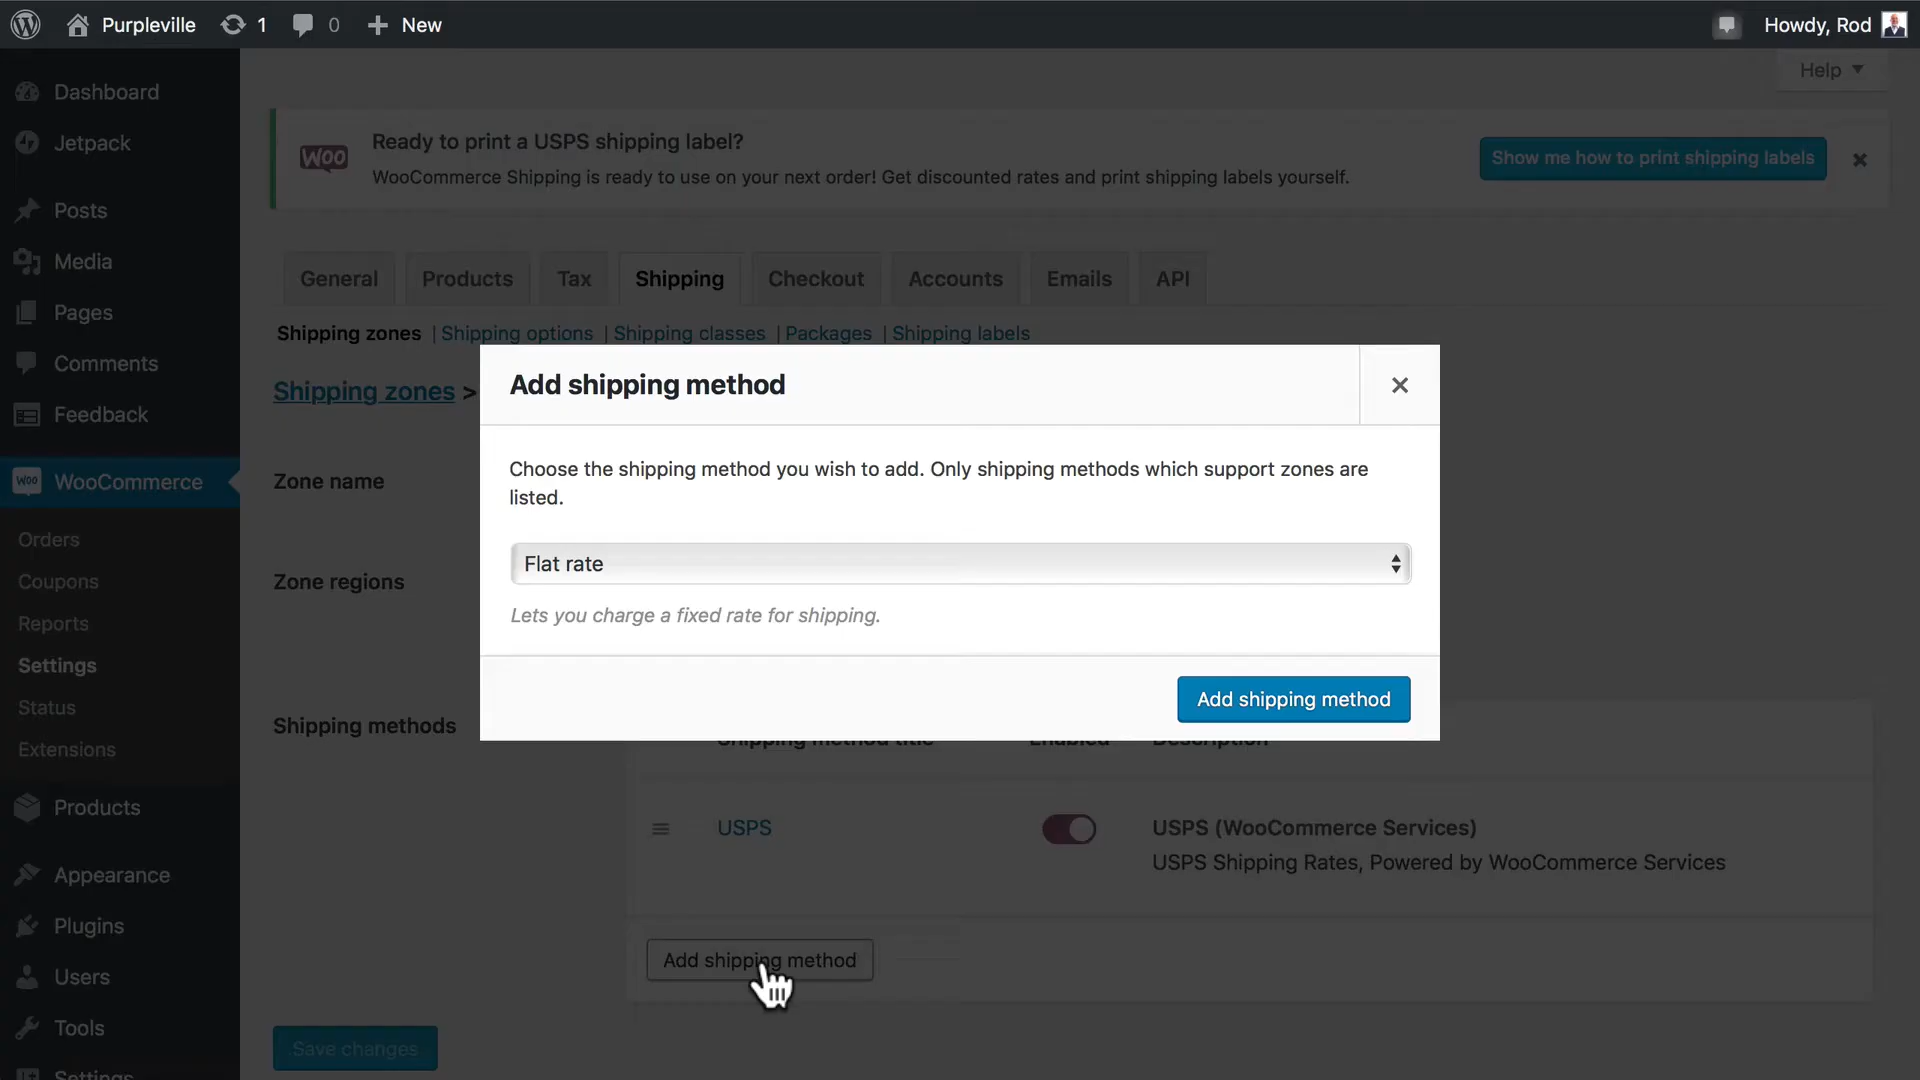 Purpleville 1 0 New Howdy, Rod
Help
Dashboard
Jetpack
Posts
Media
Pages
Comments
Feedback
WooCommerce
Orders
Coupons
Reports
Settings
Status
Extensions
Products
Appearance
Plugins
Users
Tools
Settings
Woo
Ready to print a USPS shipping label?
WooCommerce Shipping is ready to use on your next order! Get discounted rates and print shipping labels yourself.
Show me how to print shipping labels
General Products Tax Shipping Checkout Accounts Emails API
Shipping zones | Shipping options | Shipping classes | Packages | Shipping labels
Shipping zones >
Zone name
Zone regions
Shipping methods
Add shipping method
Choose the shipping method you wish to add. Only shipping methods which support zones are
listed.
Flat rate
Lets you charge a fixed rate for shipping.
Add shipping method
Shipping method title Enabled Description
USPS
USPS (WooCommerce Services)
USPS Shipping Rates, Powered by WooCommerce Services
Add shipping method
Save changes